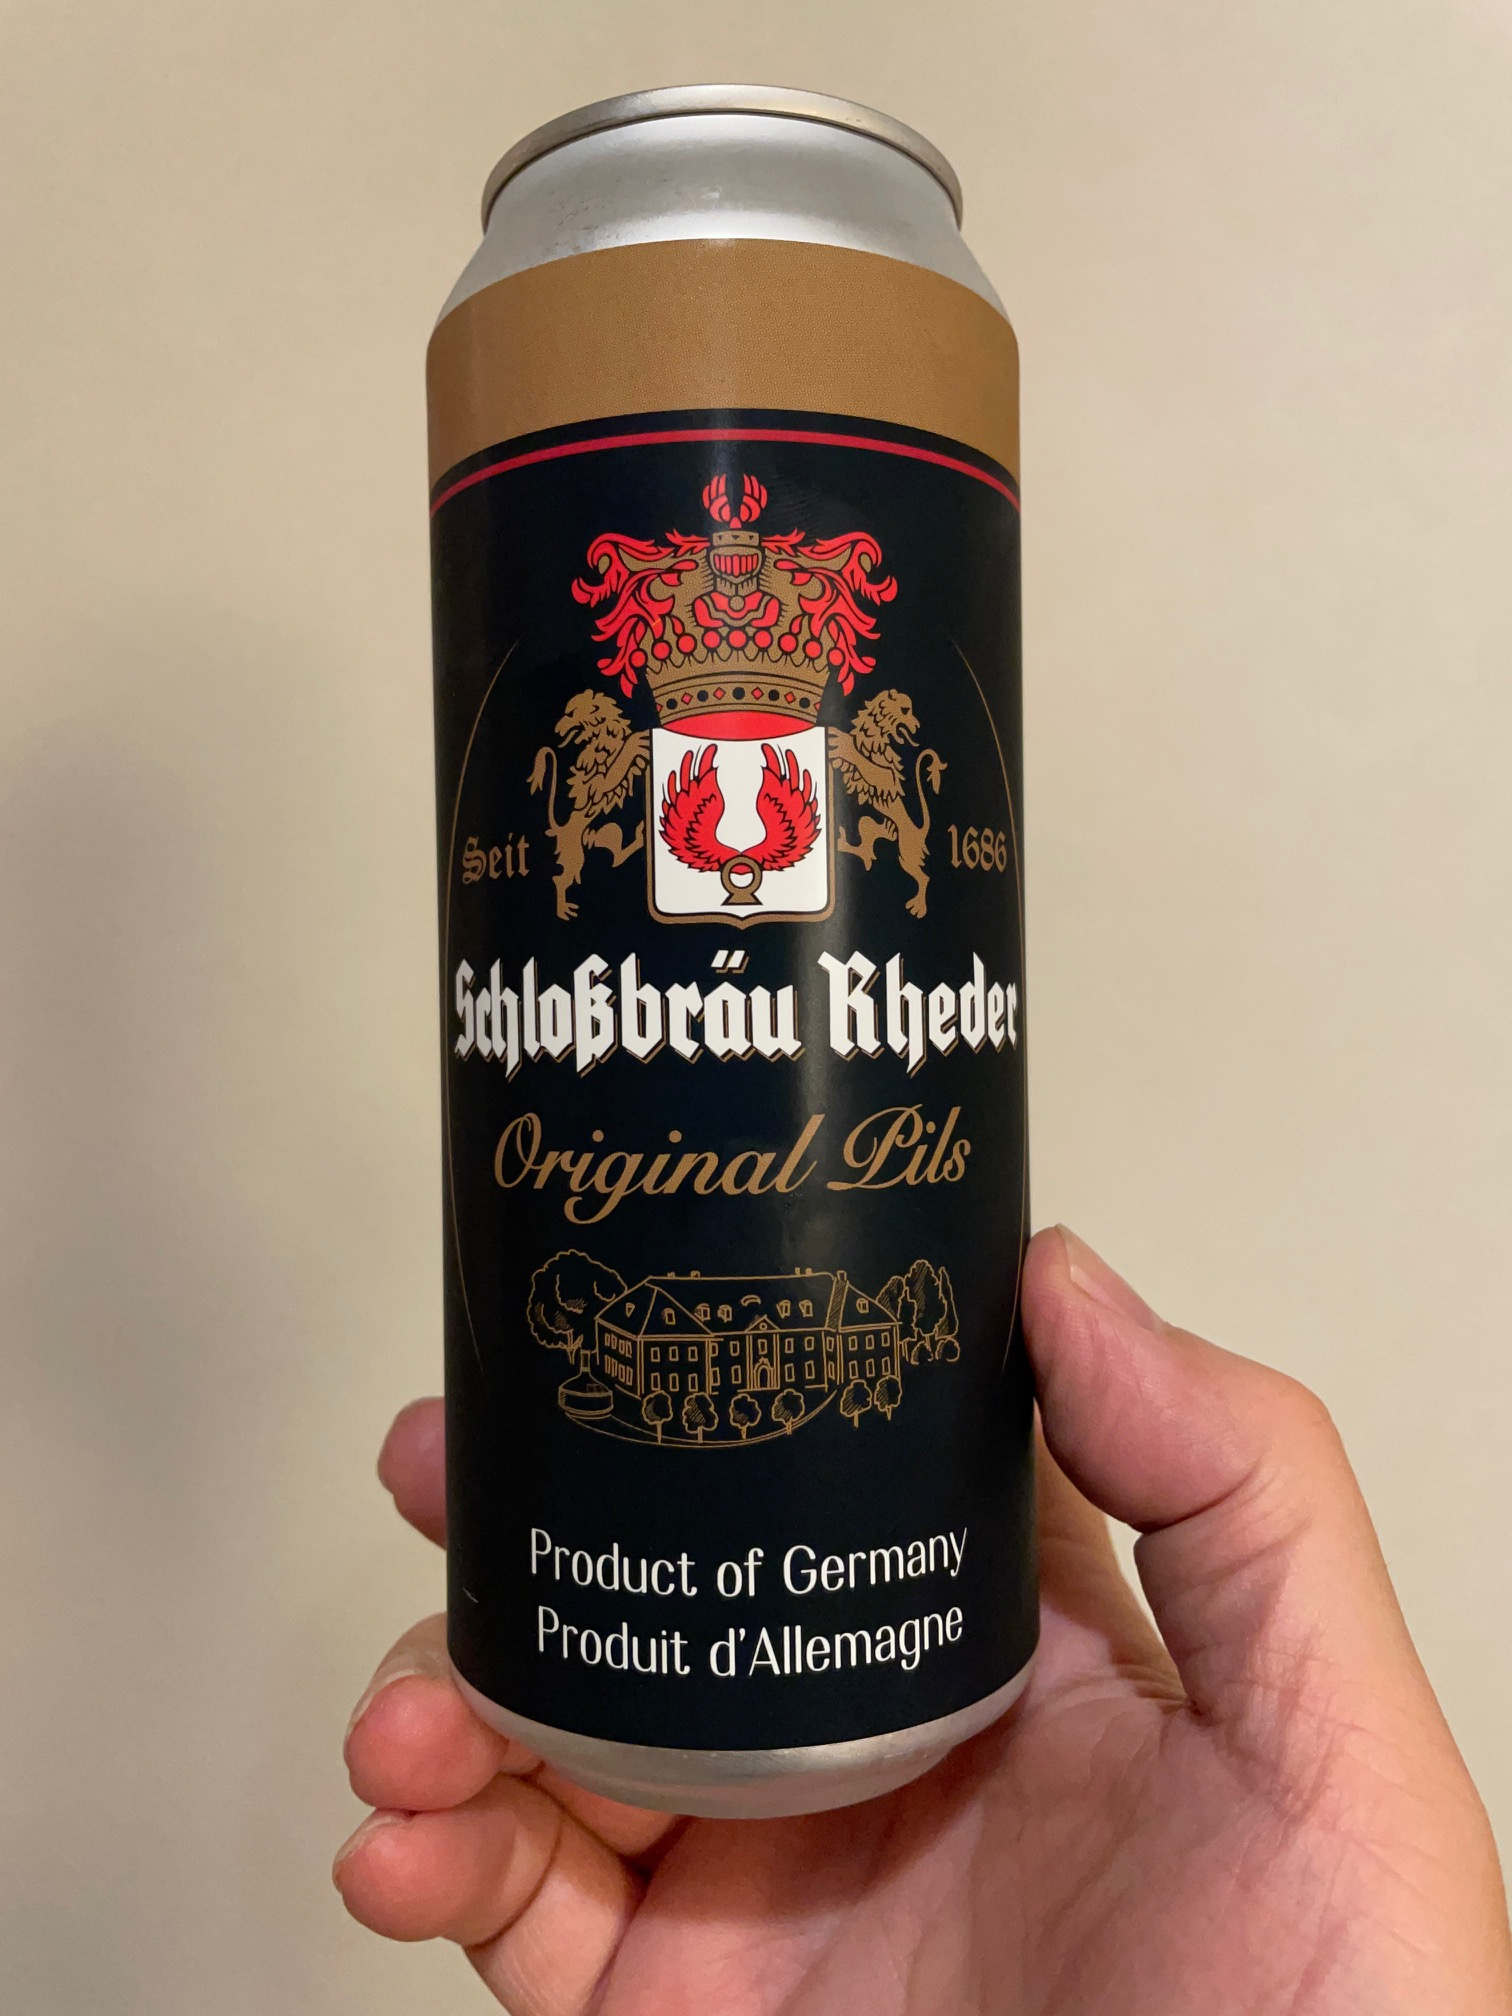 Seit 1686
Schloßbräu Rheder
Original Pils
Product of Germany
Produit d'Allemagne